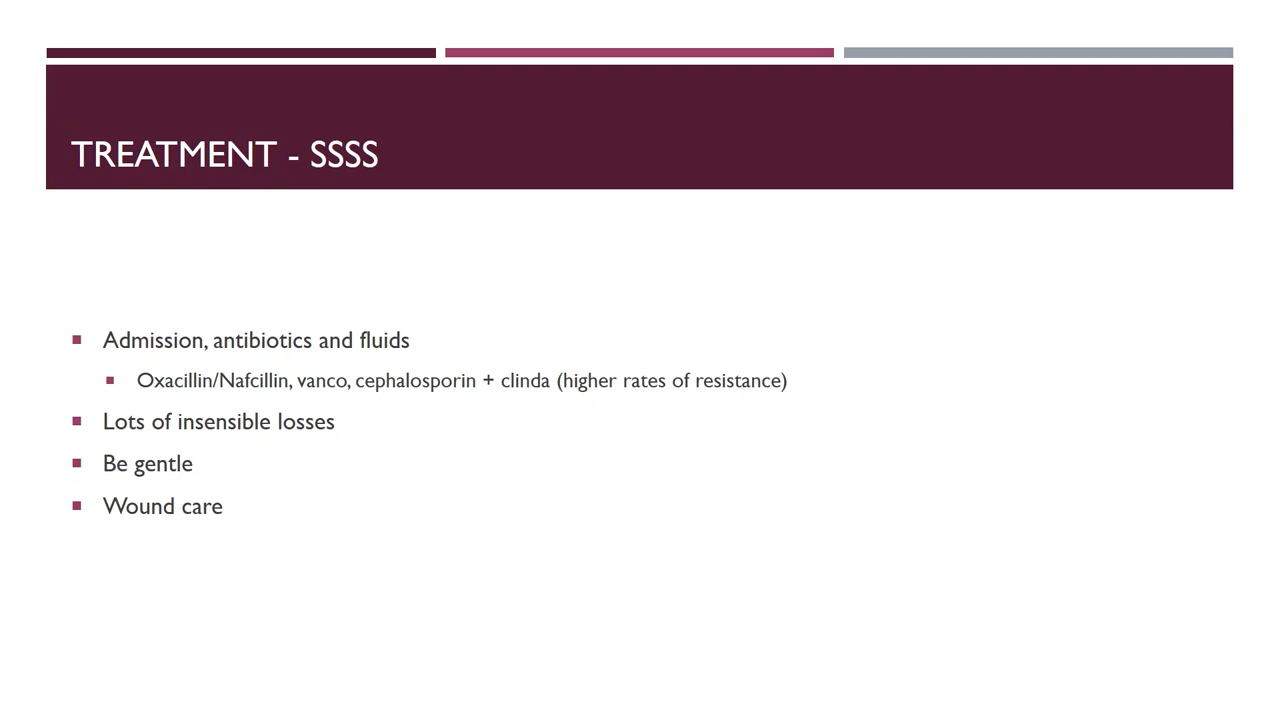 TREATMENT - SSSS
Admission, antibiotics and fluids
Oxacillin/Nafcillin, vanco, cephalosporin + clinda (higher rates of resistance)
Lots of insensible losses
Be gentle
Wound care